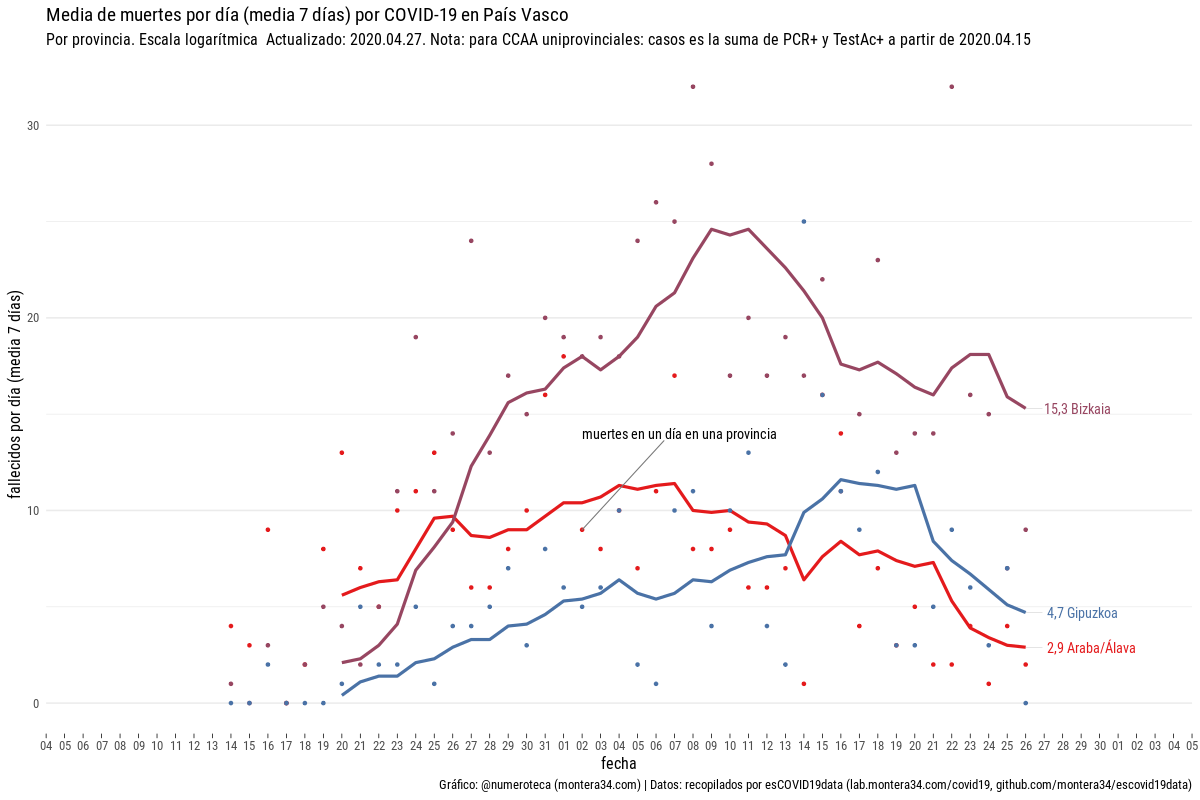 Media de muertes por día (media 7 días) por COVID-19 en País Vasco
Por provincia. Escala logarítmica  Actualizado: 2020.04.27. Nota: para CCAA uniprovinciales: casos es la suma de PCR+ y TestAc+ a partir de 2020.04.15
fallecidos por día (media 7 días)
30
20
10
0
muertes en un día en una provincia
15,3 Bizkaia
4,7 Gipuzkoa
2,9 Araba/Álava
04 05 06 07 08 09 10 11 12 13 14 15 16 17 18 19 20 21 22 23 24 25 26 27 28 29 30 31 01 02 03 04 05 06 07 08 09 10 11 12 13 14 15 16 17 18 19 20 21 22 23 24 25 26 27 28 29 30 01 02 03 04 05
fecha
Gráfico: @numeroteca (montera34.com) | Datos: recopilados por esCOVID19data (lab.montera34.com/covid19, github.com/montera34/escovid19data)